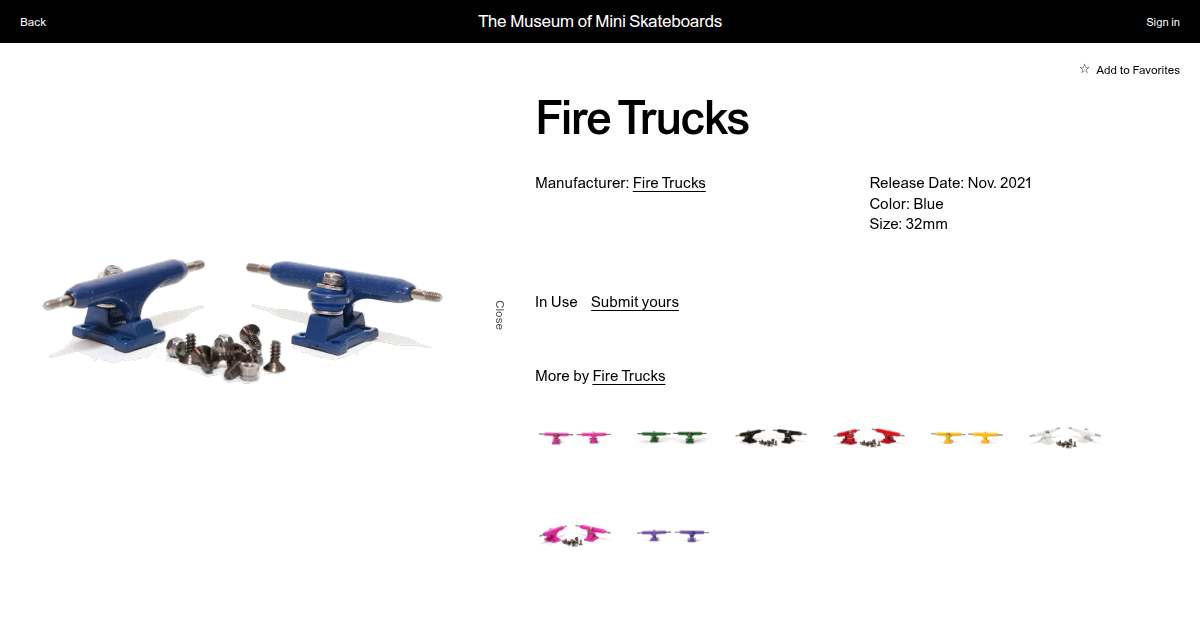 Back
The Museum of Mini Skateboards
Sign in
☆ Add to Favorites
Fire Trucks
Manufacturer: Fire Trucks
Release Date: Nov. 2021
Color: Blue
Size: 32mm
Close
In Use Submit yours
More by Fire Trucks